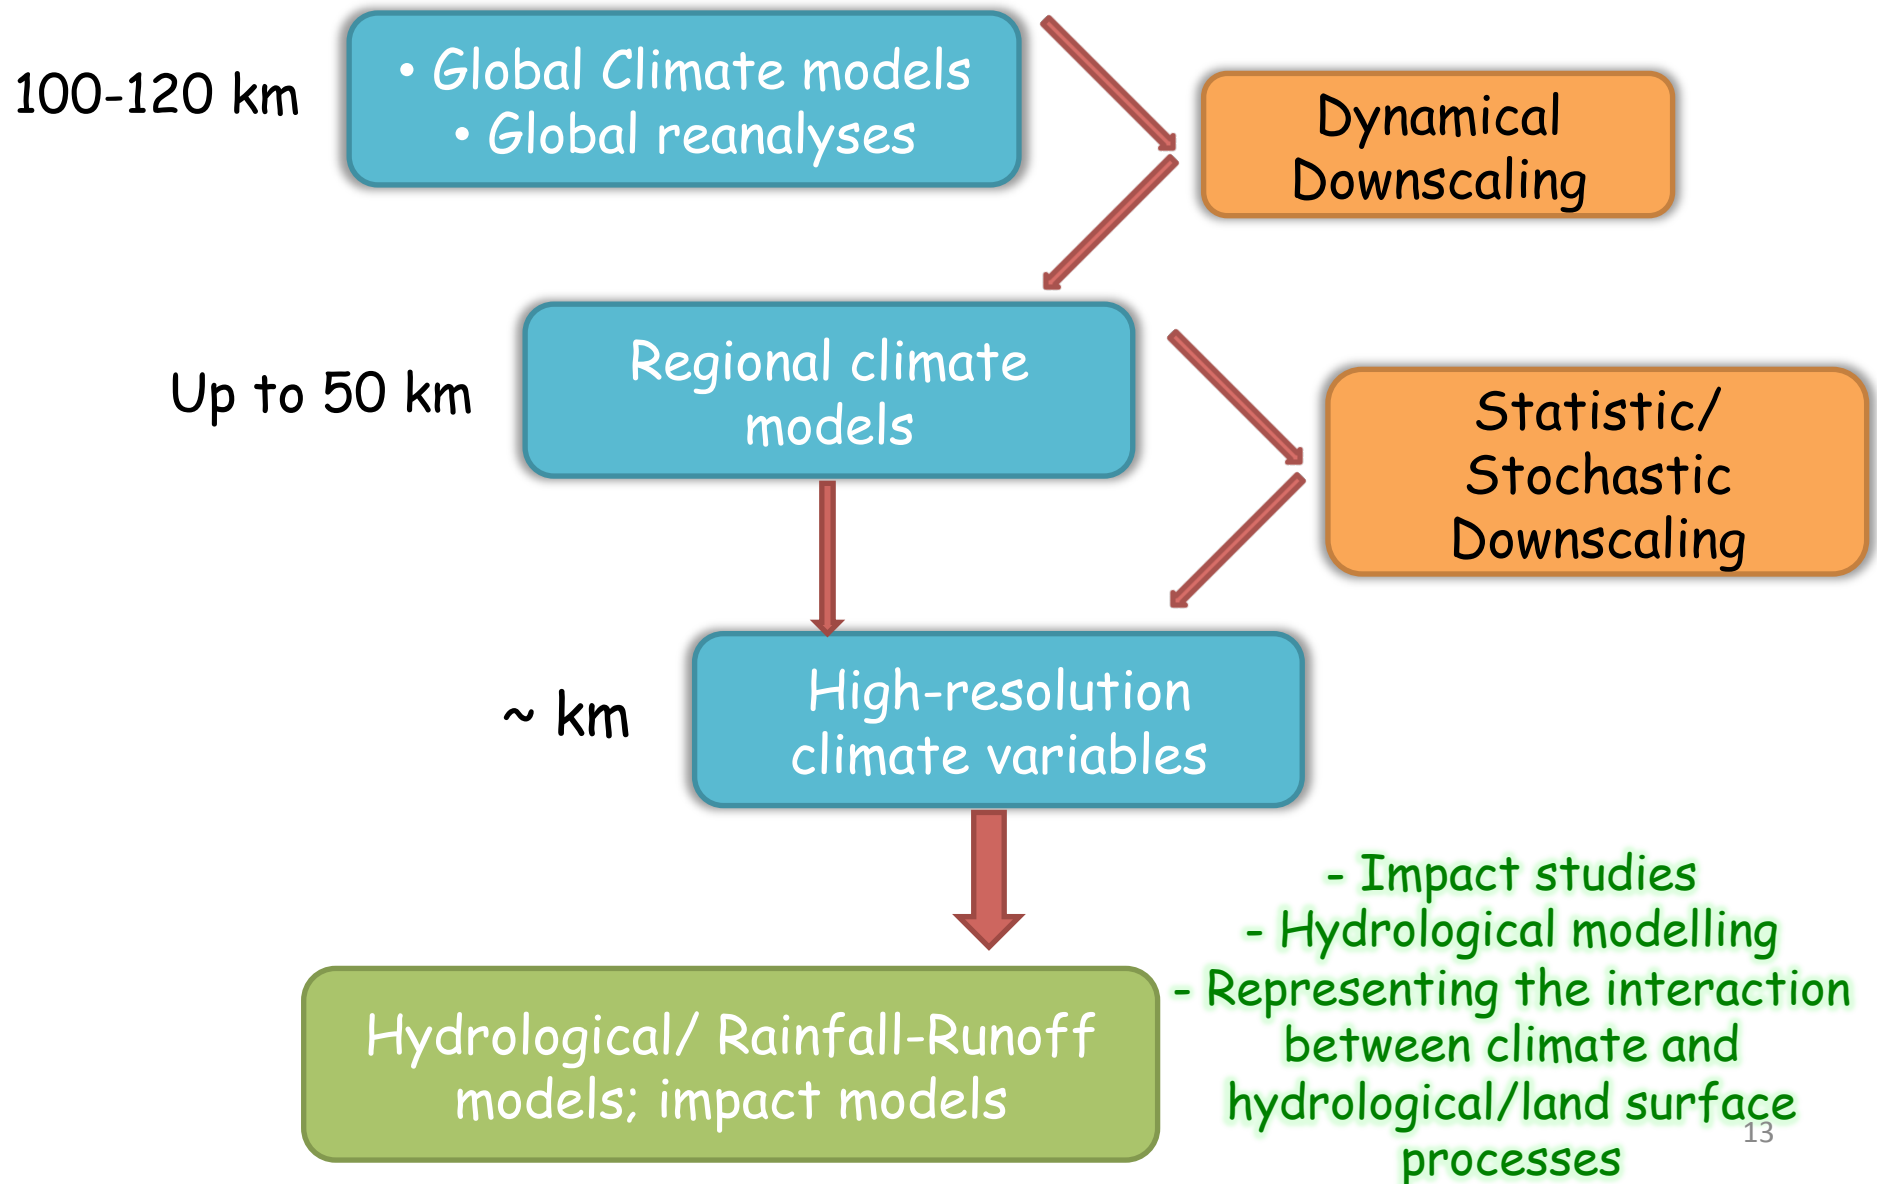 100-120 km
• Global Climate models
• Global reanalyses
Dynamical
Downscaling
Up to 50 km
Regional climate
models
Statistic/
Stochastic
Downscaling
~ km
High-resolution
climate variables
Hydrological/ Rainfall-Runoff
models; impact models
- Impact studies
- Hydrological modelling
- Representing the interaction
between climate and
hydrological/land surface
processes
13